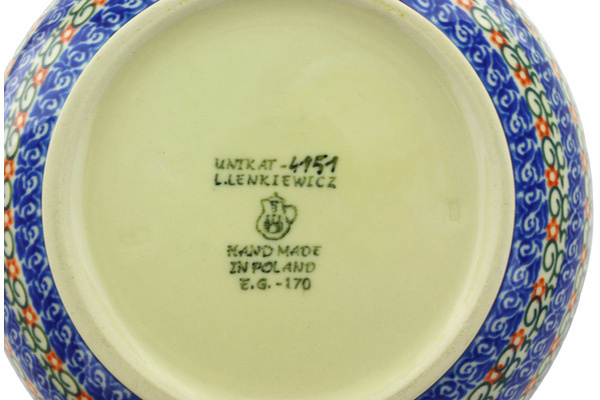 UNIKAT-4151
L.LENKIEWICZ
HAND MADE
IN POLAND
E.G.-170